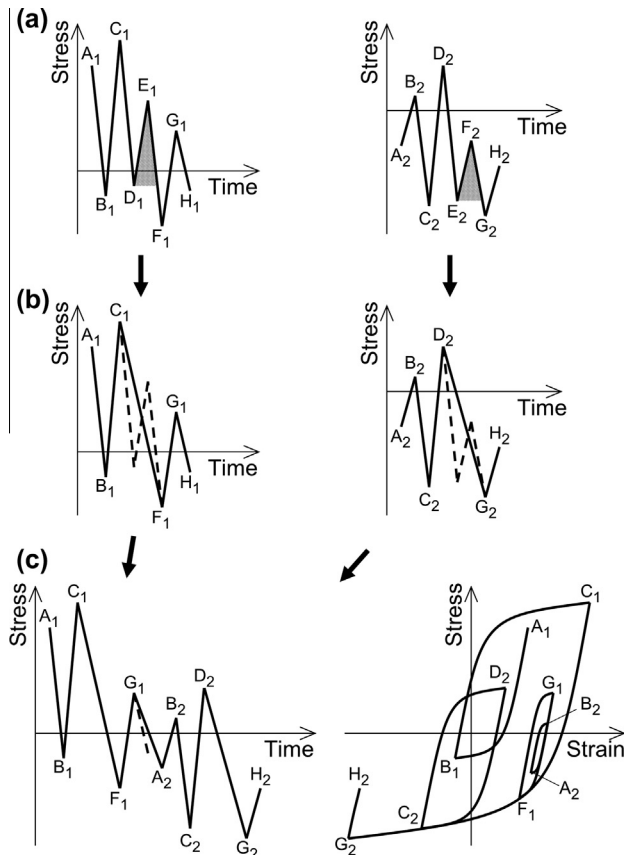 (a)
Stress
A1
C1
E1
G1
Time
B1
D1
H1
F1
Stress
D2
B2
F2
Time
A2
H2
C2
E2
G2
(b)
Stress
C1
A1
G1
Time
B1
H1
F1
Stress
D2
B2
Time
A2
H2
C2
G2
(c)
Stress
C1
A1
G1
B2
D2
Time
B1
A2
F1
H2
C2
G2
Stress
C1
A1
D2
G1
B2
Strain
B1
A2
H2
F1
C2
G2